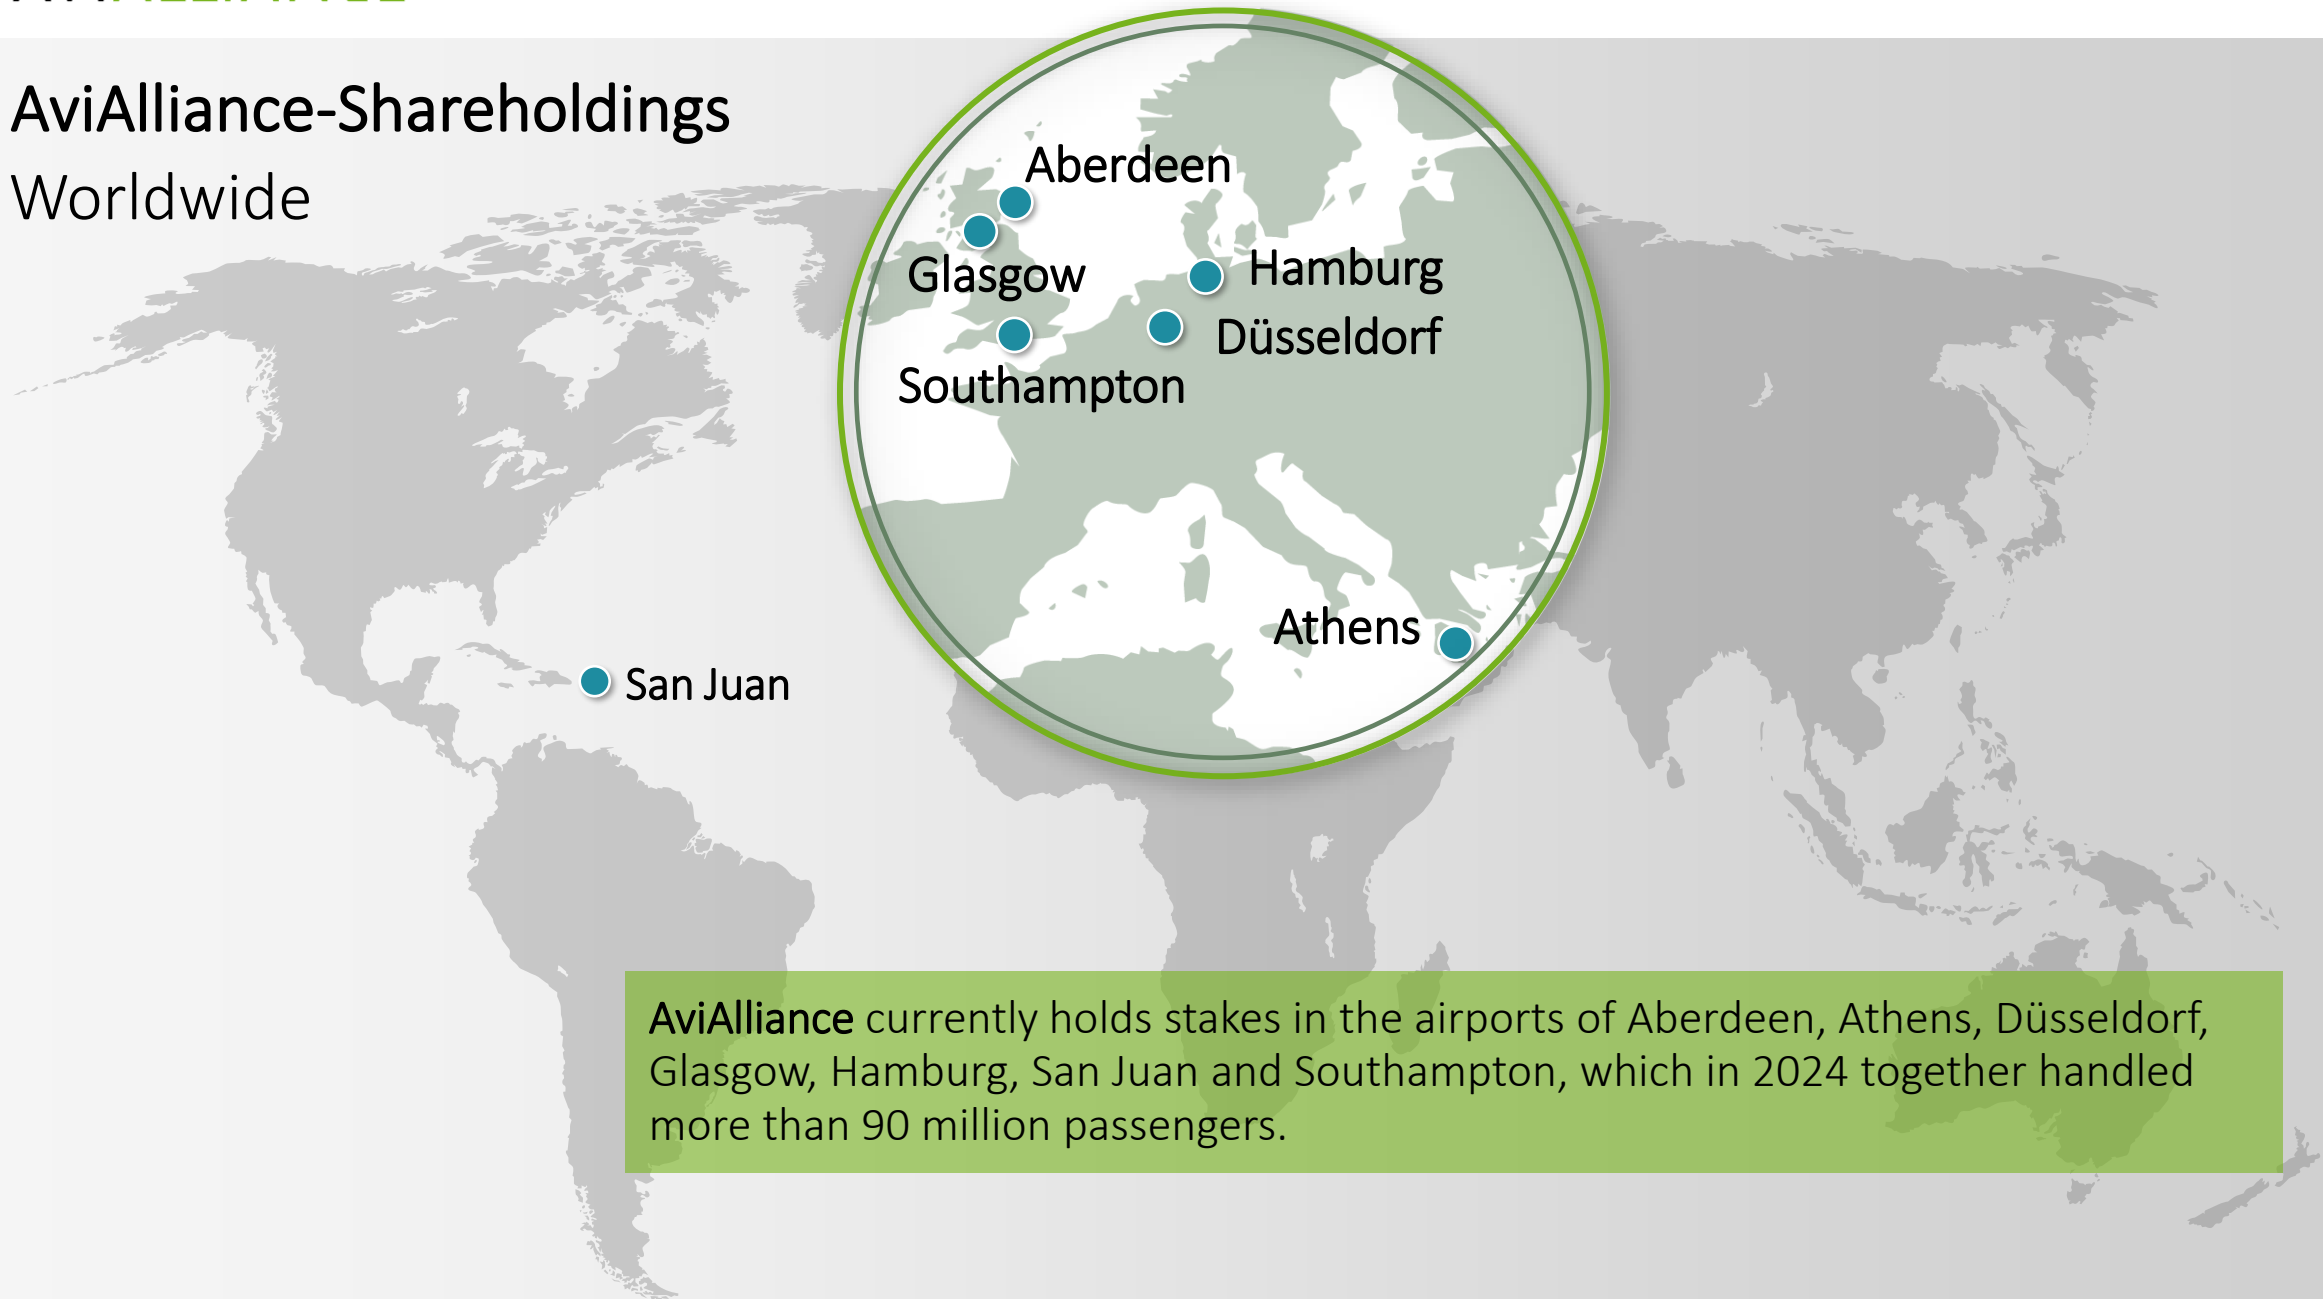 AviAlliance-Shareholdings
Worldwide
Aberdeen
Glasgow
Hamburg
Düsseldorf
Southampton
Athens
San Juan
AviAlliance currently holds stakes in the airports of Aberdeen, Athens, Düsseldorf,
Glasgow, Hamburg, San Juan and Southampton, which in 2024 together handled
more than 90 million passengers.